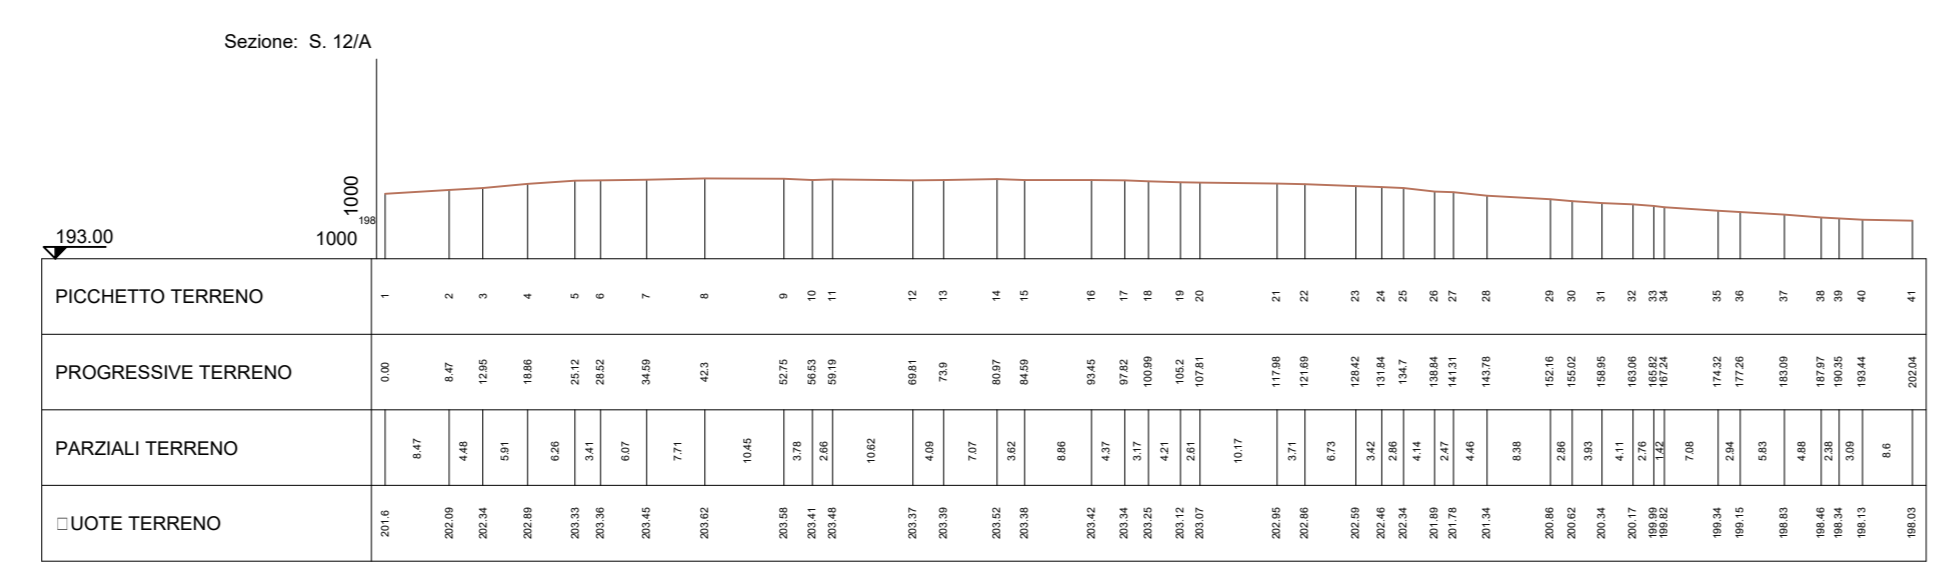 Sezione: S. 12/A
1000
198
193.00
1000
PICCHETTO TERRENO 1 2 3 4 5 6 7 8 9 10 11 12 13 14 15 16 17 18 19 20 21 22 23 24 25 26 27 28 29 30 31 32 33 34 35 36 37 38 39 40 41
PROGRESSIVE TERRENO 0.00 8.47 12.95 18.86 25.12 28.52 34.59 42.3 52.75 56.53 59.19 69.81 73.9 80.97 84.59 93.45 97.82 100.99 105.2 107.81 117.98 121.69 128.42 131.84 134.7 138.84 141.31 143.78 152.16 155.02 158.95 163.06 165.82 167.24 174.32 177.26 183.09 187.97 190.35 193.44 202.04
PARZIALI TERRENO 8.47 4.48 5.91 6.26 3.41 6.07 7.71 10.45 3.78 2.66 10.62 4.09 7.07 3.62 8.86 4.37 3.17 4.21 2.61 10.17 3.71 6.73 3.42 2.86 4.14 2.47 4.46 8.38 2.86 3.93 4.11 2.76 1.42 7.08 2.94 5.83 4.88 2.38 3.09 8.6
□UOTE TERRENO 201.6 202.09 202.34 202.89 203.33 203.36 203.45 203.62 203.58 203.41 203.48 203.37 203.39 203.52 203.38 203.42 203.34 203.25 203.12 203.07 202.95 202.86 202.59 202.46 202.34 201.89 201.78 201.34 200.86 200.62 200.34 200.17 199.99 199.82 199.34 199.15 198.83 198.46 198.34 198.13 198.03